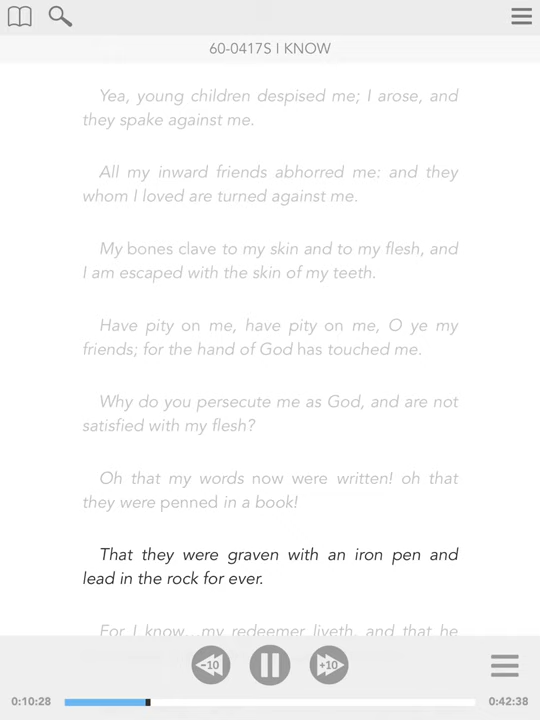 60-0417S I KNOW
Yea, young children despised me; I arose, and
they spake against me.
All my inward friends abhorred me: and they
whom I loved are turned against me.
My bones clave to my skin and to my flesh, and
I am escaped with the skin of my teeth.
Have pity on me, have pity on me, O ye my
friends; for the hand of God has touched me.
Why do you persecute me as God, and are not
satisfied with my flesh?
Oh that my words now were written! oh that
they were penned in a book!
That they were graven with an iron pen and
lead in the rock for ever.
For I know...my redeemer liveth, and that he
-10
+10
0:10:28
0:42:38